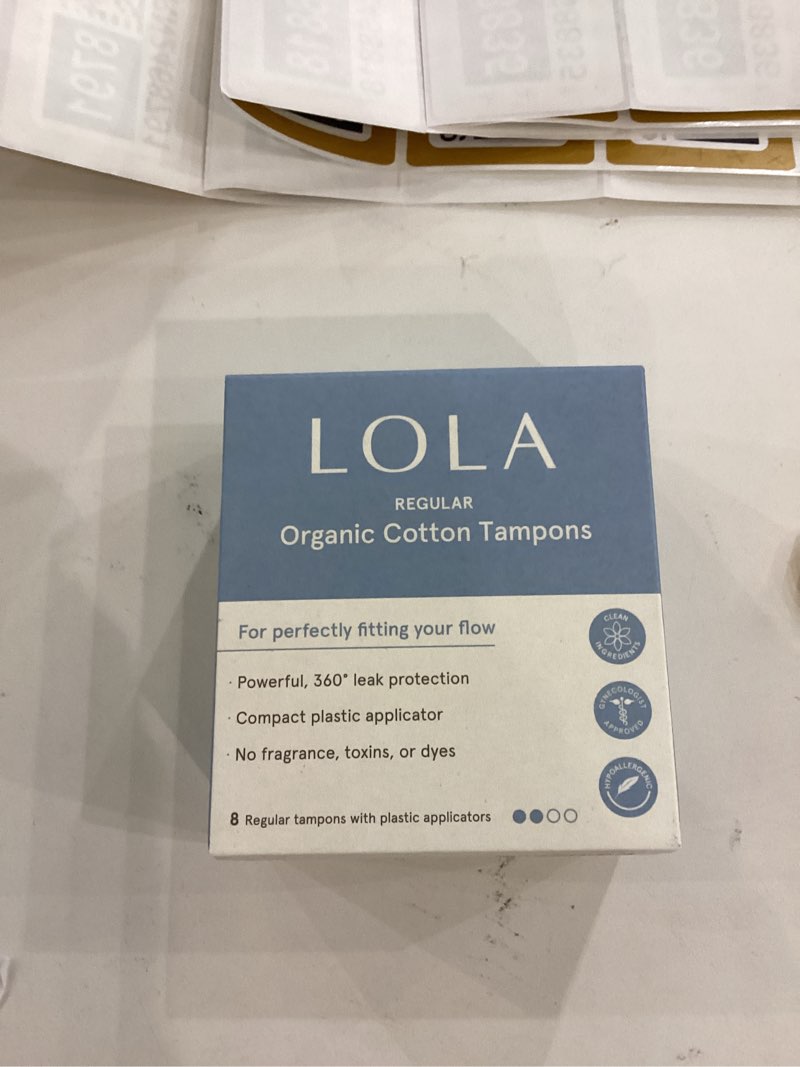 LOLA
REGULAR
Organic Cotton Tampons
For perfectly fitting your flow
· Powerful, 360° leak protection
· Compact plastic applicator
· No fragrance, toxins, or dyes
8 Regular tampons with plastic applicators
CLEAN
INGREDIENTS
GYNECOLOGIST
APPROVED
HYPOALLERGENIC